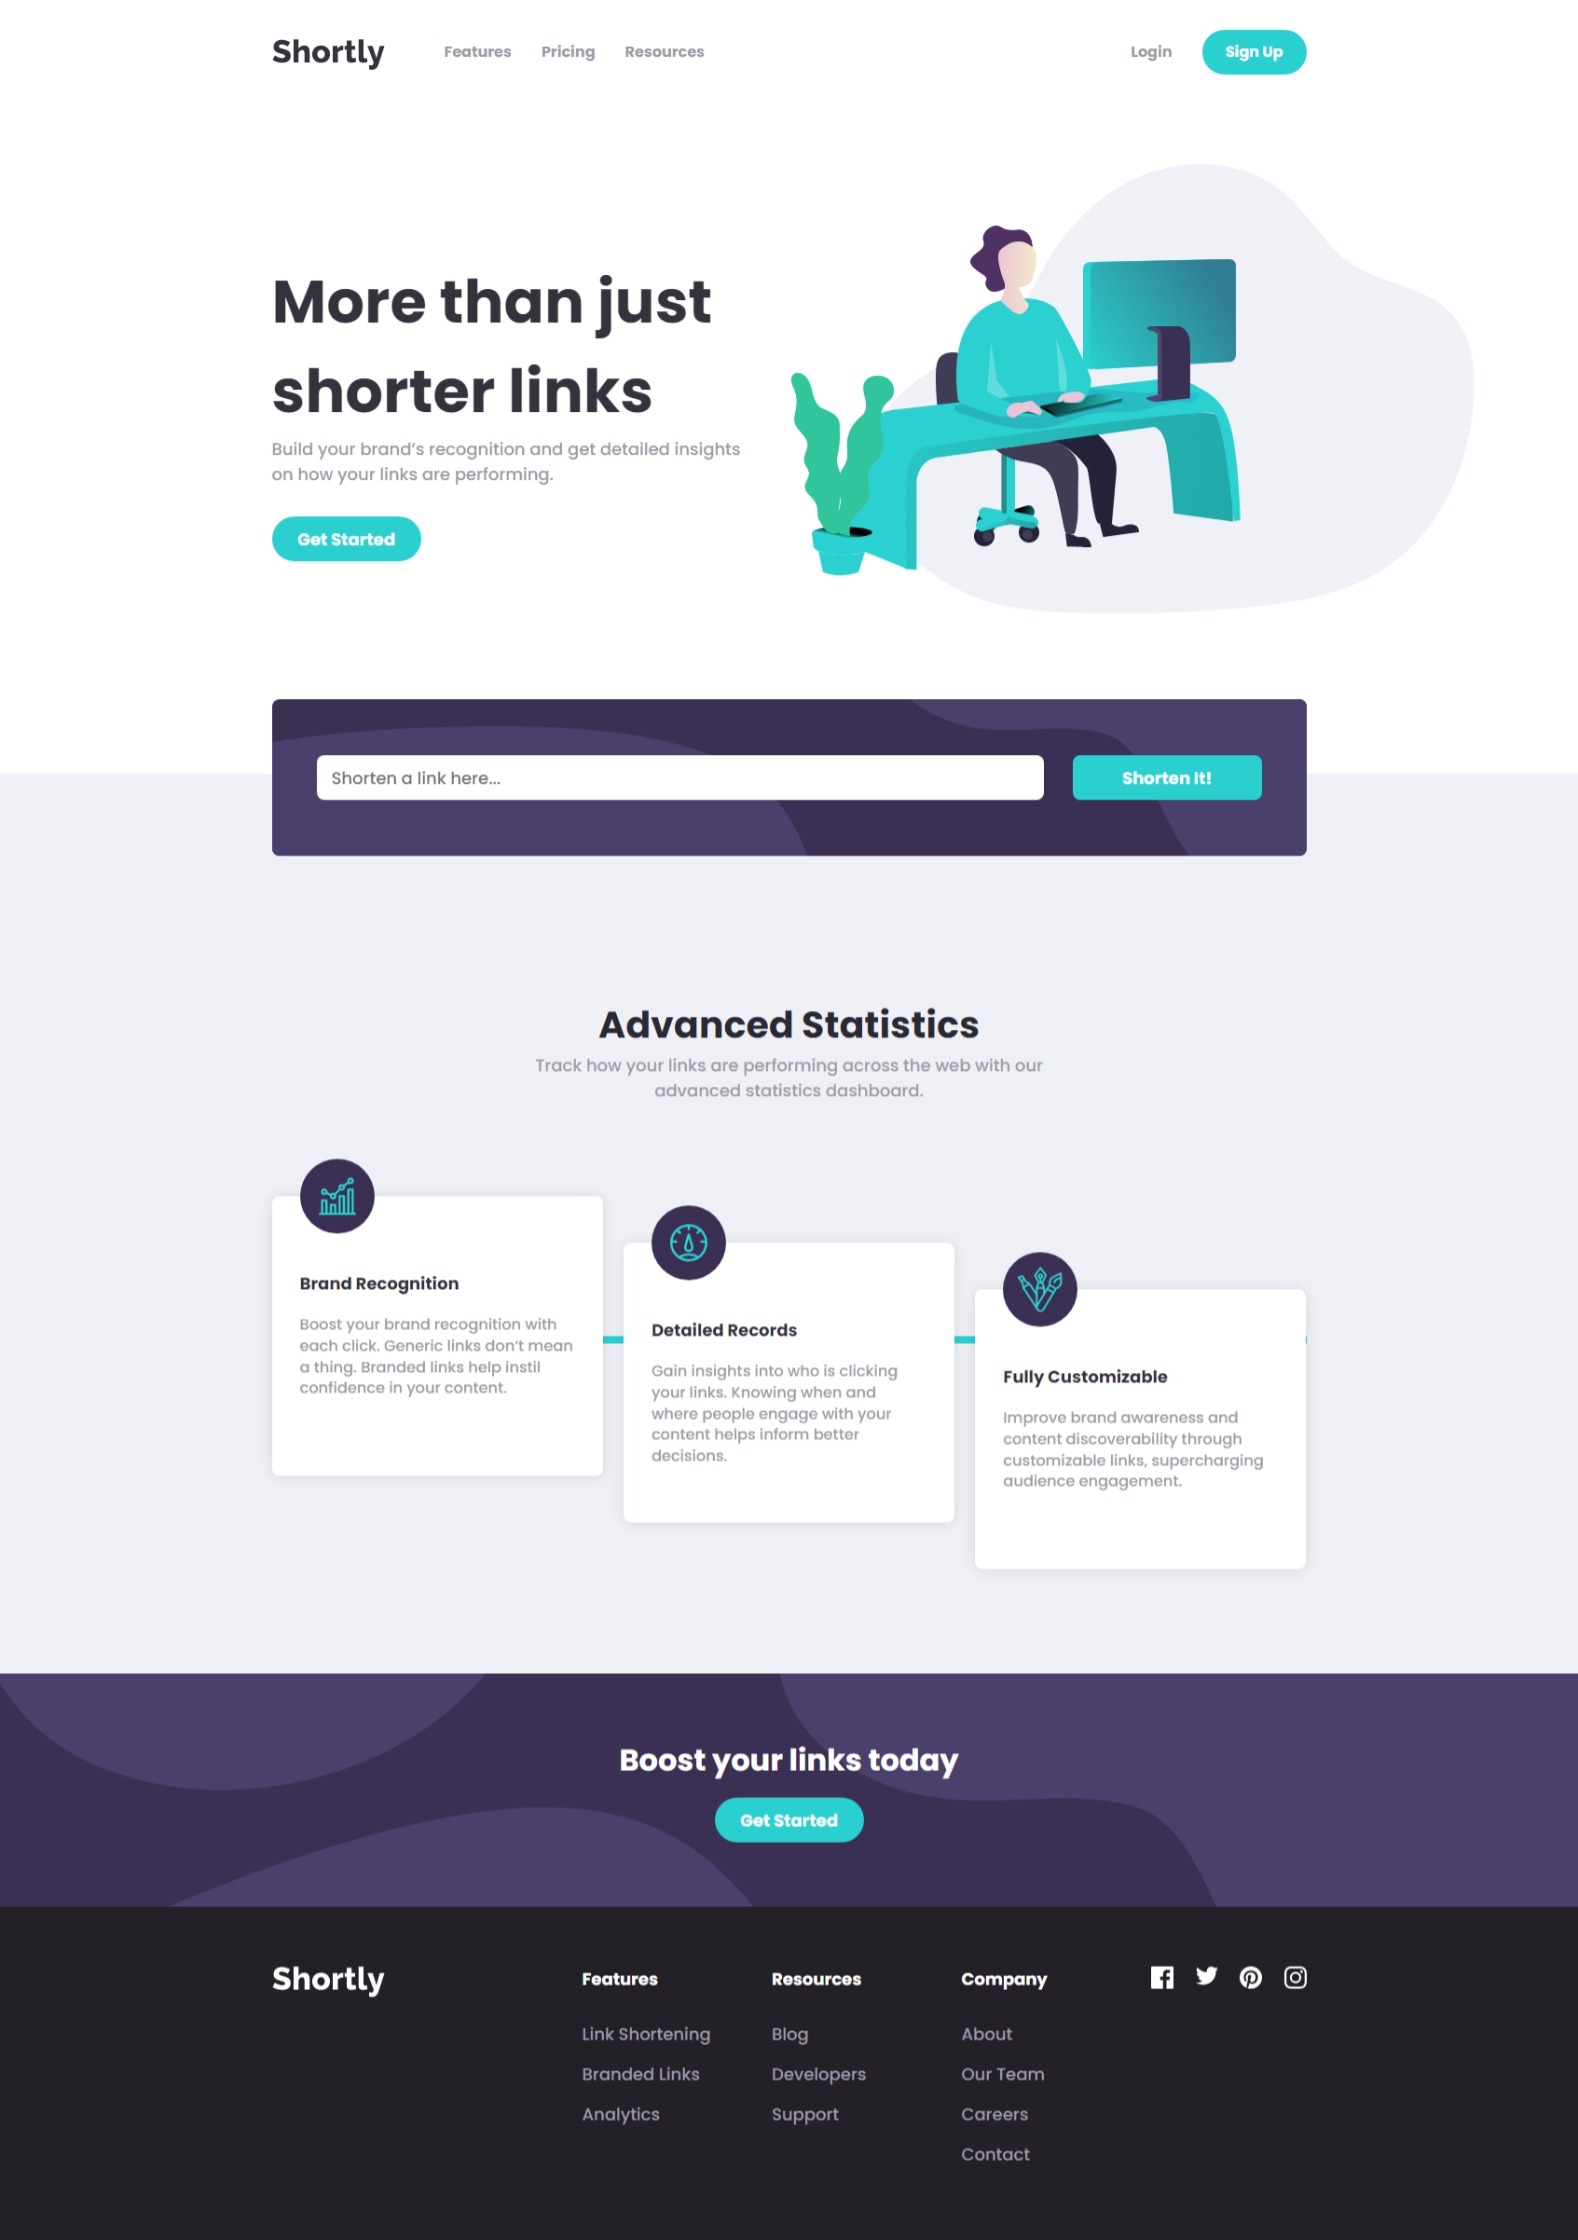 Shortly
Features
Pricing
Resources
Login
Sign Up
More than just
shorter links
Build your brand’s recognition and get detailed insights
on how your links are performing.
Get Started
Shorten a link here...
Shorten It!
Advanced Statistics
Track how your links are performing across the web with our
advanced statistics dashboard.
Brand Recognition
Boost your brand recognition with
each click. Generic links don’t mean
a thing. Branded links help instil
confidence in your content.
Detailed Records
Gain insights into who is clicking
your links. Knowing when and
where people engage with your
content helps inform better
decisions.
Fully Customizable
Improve brand awareness and
content discoverability through
customizable links, supercharging
audience engagement.
Boost your links today
Get Started
Shortly
Features
Link Shortening
Branded Links
Analytics
Resources
Blog
Developers
Support
Company
About
Our Team
Careers
Contact